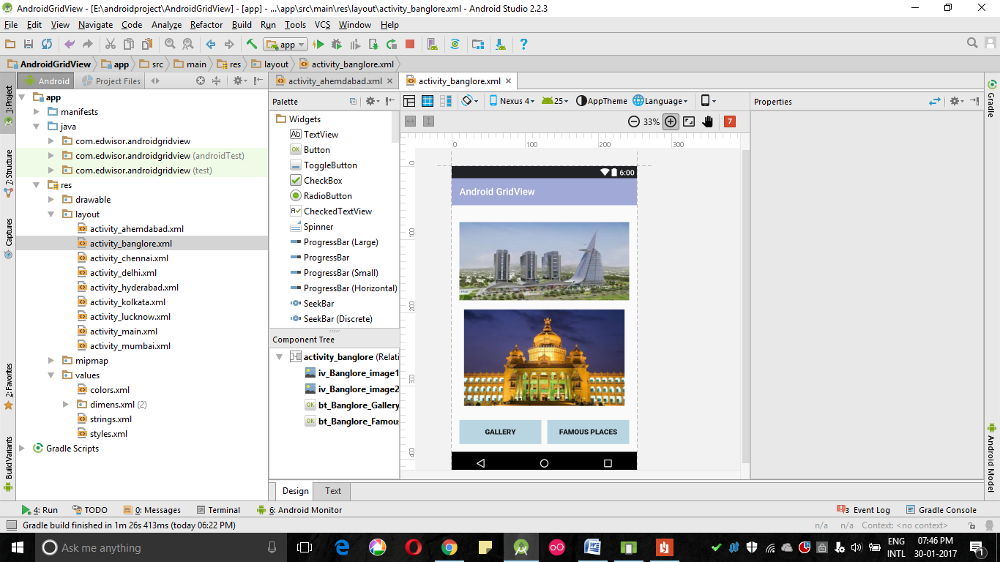 AndroidGridView - [E:\androidproject\AndroidGridView] - [app] - ...\app\src\main\res\layout\activity_banglore.xml - Android Studio 2.2.3
File Edit View Navigate Code Analyze Refactor Build Run Tools VCS Window Help
app
AndroidGridView app src main res layout activity_banglore.xml
Android Project Files
activity_ahemdabad.xml activity_banglore.xml
1: Project
7: Structure
Captures
2: Favorites
Build Variants
app
manifests
java
com.edwisor.androidgridview
com.edwisor.androidgridview (androidTest)
com.edwisor.androidgridview (test)
res
drawable
layout
activity_ahemdabad.xml
activity_banglore.xml
activity_chennai.xml
activity_delhi.xml
activity_hyderabad.xml
activity_kolkata.xml
activity_lucknow.xml
activity_main.xml
activity_mumbai.xml
mipmap
values
colors.xml
dimens.xml (2)
strings.xml
styles.xml
Gradle Scripts
Palette
Widgets
Ab TextView
OK Button
ToggleButton
CheckBox
RadioButton
CheckedTextView
Spinner
ProgressBar (Large)
ProgressBar
ProgressBar (Small)
ProgressBar (Horizontal)
SeekBar
SeekBar (Discrete)
Component Tree
activity_banglore (Relati
iv_Banglore_image1
iv_Banglore_image2
OK bt_Banglore_Gallery
OK bt_Banglore_Famou
Nexus 4 25 AppTheme Language
33% 7
0 100 200 300
0
100
200
300
400
6:00
Android GridView
GALLERY FAMOUS PLACES
Design Text
Properties
Gradle
Android Model
4: Run TODO 0: Messages Terminal 6: Android Monitor 3 Event Log Gradle Console
Gradle build finished in 1m 26s 413ms (today 06:22 PM) n/a n/a Context: <no context>
Ask me anything
ENG
INTL
07:46 PM
30-01-2017
1